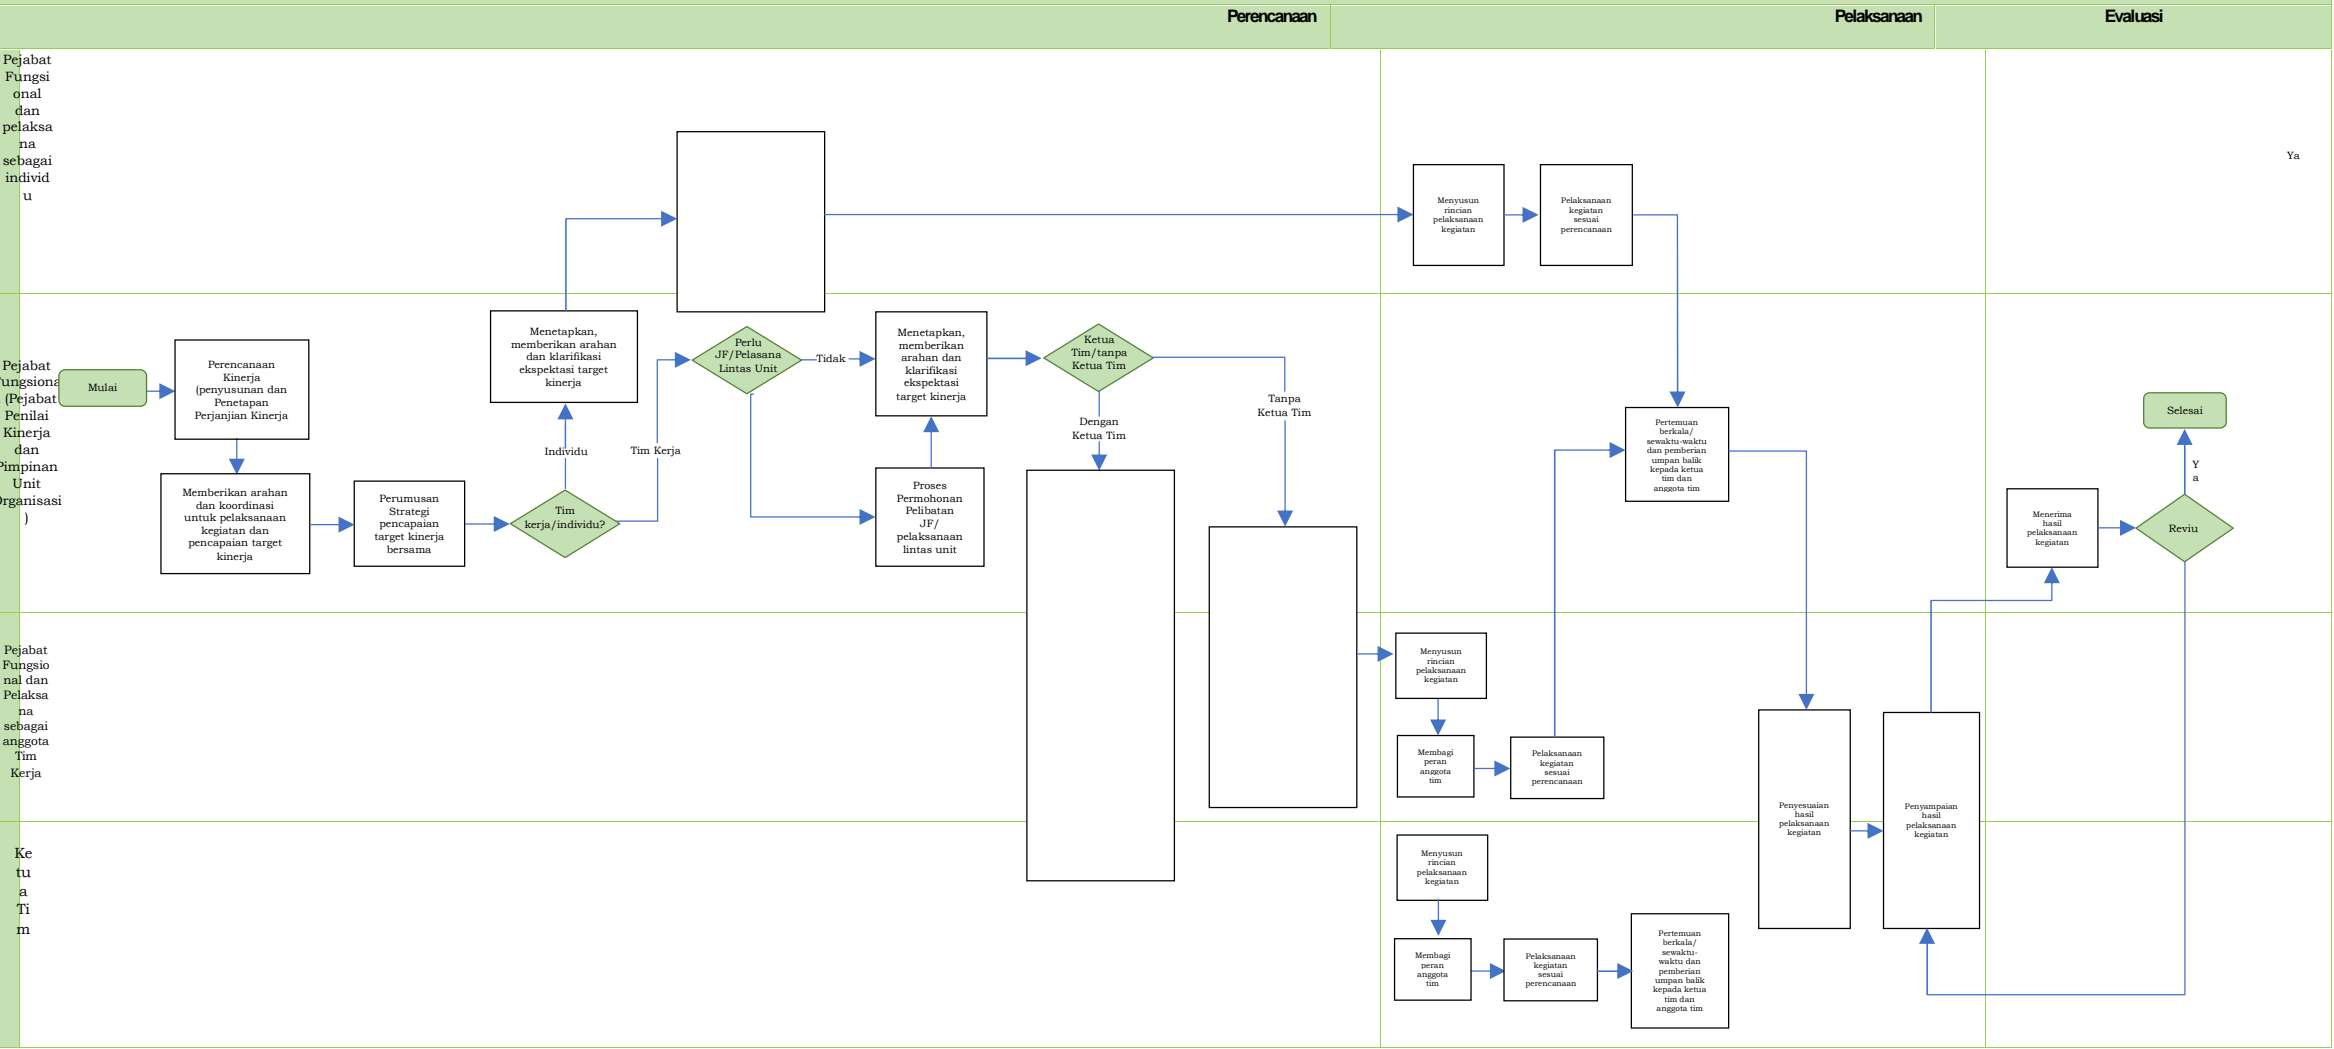 Perencanaan
Pelaksanaan
Evaluasi
Pejabat
Fungsi
onal
dan
pelaksa
na
sebagai
individ
u
Ya
Menyusun
rincian
pelaksanaan
kegiatan
Pelaksanaan
kegiatan
sesuai
perencanaan
Pejabat
Fungsiona
(Pejabat
Penilai
Kinerja
dan
Pimpinan
Unit
Organisasi
)
Mulai
Perencanaan
Kinerja
(penyusunan dan
Penetapan
Perjanjian Kinerja
Memberikan arahan
dan koordinasi
untuk pelaksanaan
kegiatan dan
pencapaian target
kinerja
Perumusan
Strategi
pencapaian
target kinerja
bersama
Tim
kerja/individu?
Individu
Tim Kerja
Menetapkan,
memberikan arahan
dan klarifikasi
ekspektasi target
kinerja
Perlu
JF/Pelasana
Lintas Unit
Tidak
Menetapkan,
memberikan
arahan dan
klarifikasi
ekspektasi
target kinerja
Proses
Permohonan
Pelibatan
JF/
pelaksanaan
lintas unit
Ketua
Tim/tanpa
Ketua Tim
Dengan
Ketua Tim
Tanpa
Ketua Tim
Pertemuan
berkala/
sewaktu-waktu
dan pemberian
umpan balik
kepada ketua
tim dan
anggota tim
Selesai
Y
a
Menerima
hasil
pelaksanaan
kegiatan
Reviu
Pejabat
Fungsio
nal dan
Pelaksa
na
sebagai
anggota
Tim
Kerja
Menyusun
rincian
pelaksanaan
kegiatan
Membagi
peran
anggota
tim
Pelaksanaan
kegiatan
sesuai
perencanaan
Penyesuaian
hasil
pelaksanaan
kegiatan
Penyampaian
hasil
pelaksanaan
kegiatan
Ke
tu
a
Ti
m
Menyusun
rincian
pelaksanaan
kegiatan
Membagi
peran
anggota
tim
Pelaksanaan
kegiatan
sesuai
perencanaan
Pertemuan
berkala/
sewaktu-
waktu dan
pemberian
umpan balik
kepada ketua
tim dan
anggota tim